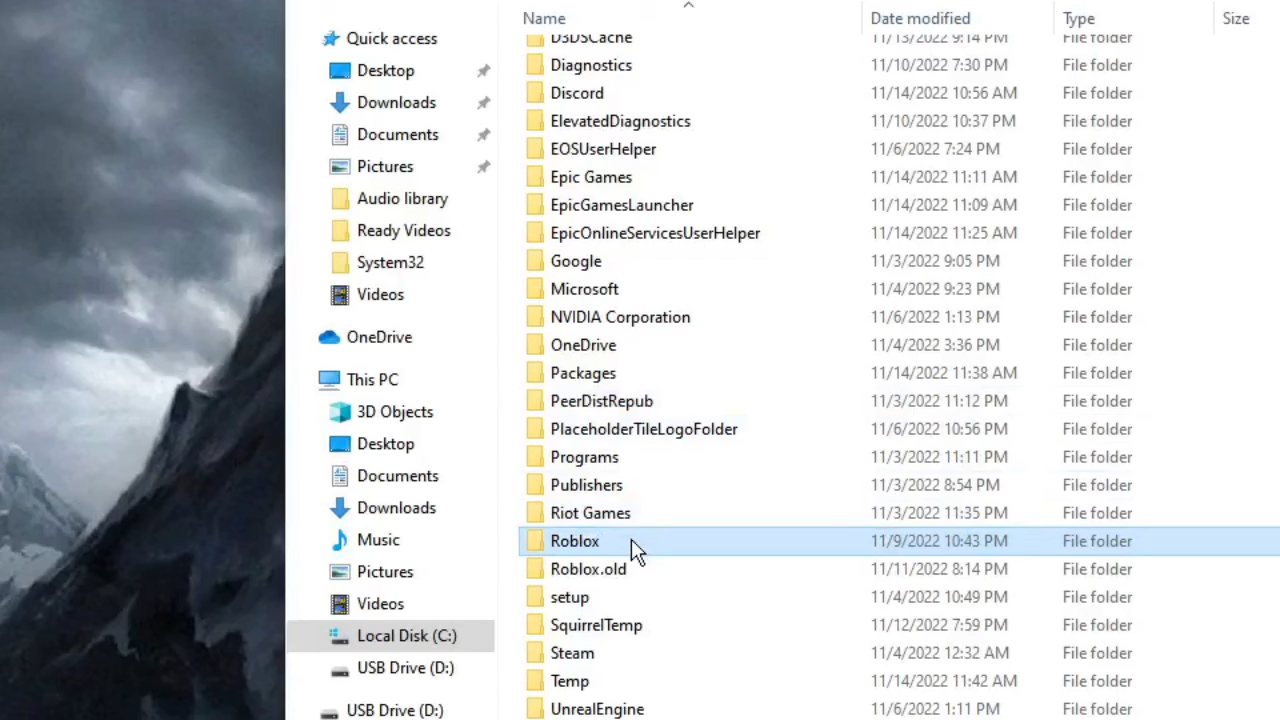 Name Date modified Type Size
D3DSCache 11/13/2022 9:14 PM File folder
Diagnostics 11/10/2022 7:30 PM File folder
Discord 11/14/2022 10:56 AM File folder
ElevatedDiagnostics 11/10/2022 10:37 PM File folder
EOSUserHelper 11/6/2022 7:24 PM File folder
Epic Games 11/14/2022 11:11 AM File folder
EpicGamesLauncher 11/14/2022 11:09 AM File folder
EpicOnlineServicesUserHelper 11/14/2022 11:25 AM File folder
Google 11/3/2022 9:05 PM File folder
Microsoft 11/4/2022 9:23 PM File folder
NVIDIA Corporation 11/6/2022 1:13 PM File folder
OneDrive 11/4/2022 3:36 PM File folder
Packages 11/14/2022 11:38 AM File folder
PeerDistRepub 11/3/2022 11:12 PM File folder
PlaceholderTileLogoFolder 11/6/2022 10:56 PM File folder
Programs 11/3/2022 11:11 PM File folder
Publishers 11/3/2022 8:54 PM File folder
Riot Games 11/3/2022 11:35 PM File folder
Roblox 11/9/2022 10:43 PM File folder
Roblox.old 11/11/2022 8:14 PM File folder
setup 11/4/2022 10:49 PM File folder
SquirrelTemp 11/12/2022 7:59 PM File folder
Steam 11/4/2022 12:32 AM File folder
Temp 11/14/2022 11:42 AM File folder
UnrealEngine 11/6/2022 1:11 PM File folder
Quick access
Desktop
Downloads
Documents
Pictures
Audio library
Ready Videos
System32
Videos
OneDrive
This PC
3D Objects
Desktop
Documents
Downloads
Music
Pictures
Videos
Local Disk (C:)
USB Drive (D:)
USB Drive (D:)